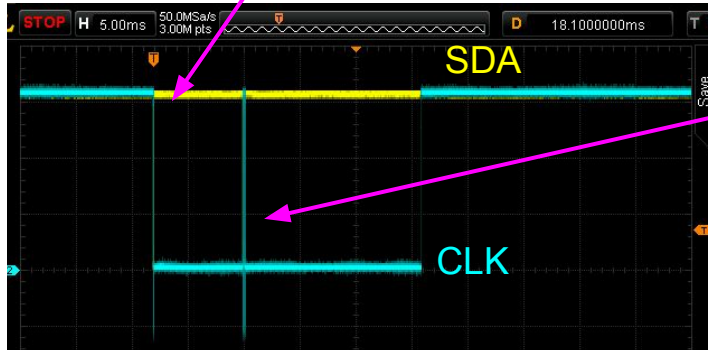 STOP H 5.00ms 50.0MSa/s D 18.1000000ms T
3.00M pts
T
SDA
Save
T
CLK
2